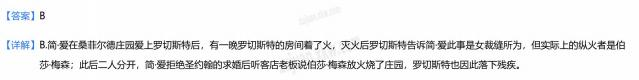 【答案】B
【详解】B.简·爱在桑菲尔德庄园爱上罗切斯特后，有一晚罗切斯特的房间着了火，灭火后罗切斯特告诉简·爱此事是女裁缝所为，但实际上的纵火者是伯
莎·梅森；此后二人分开，简·爱拒绝圣约翰的求婚后听客店老板说伯莎·梅森放火烧了庄园，罗切斯特也因此落下残疾。